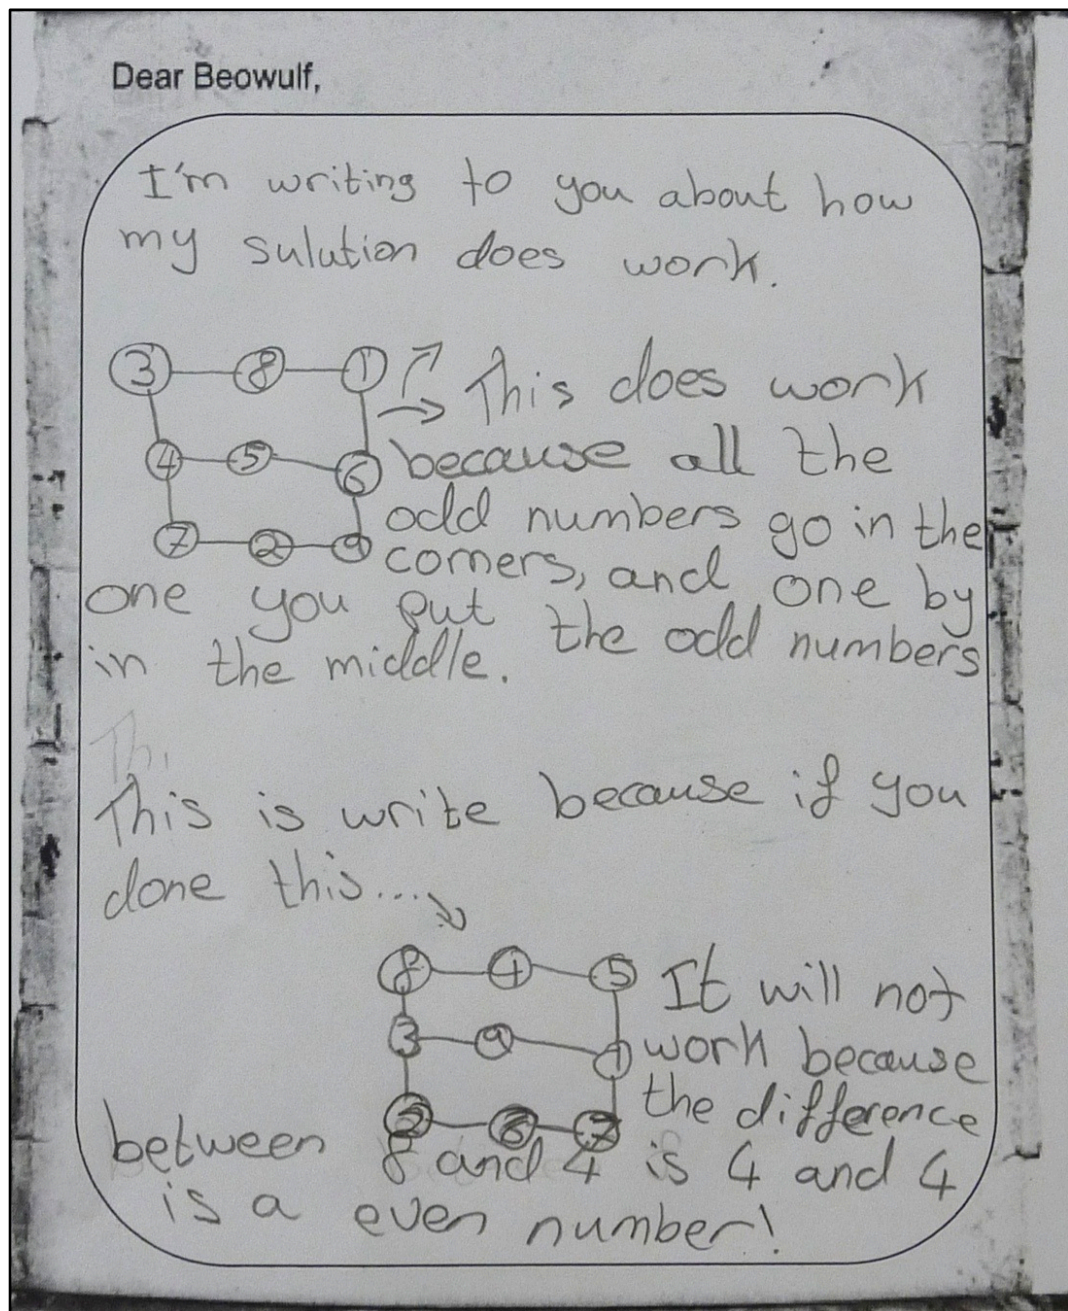 Dear Beowulf,
I'm writing to you about how
my sulution does work.
3 8 1 This does work
4 5 6 because all the
odd numbers go in the
7 2 9 corners, and one by
one you put the odd numbers
in the middle.
Thi
This is write because if you
done this...
8 4 5 It will not
3 9 1 work because
the difference
2 6 7
between 8 and 4 is 4 and 4
is a even number!